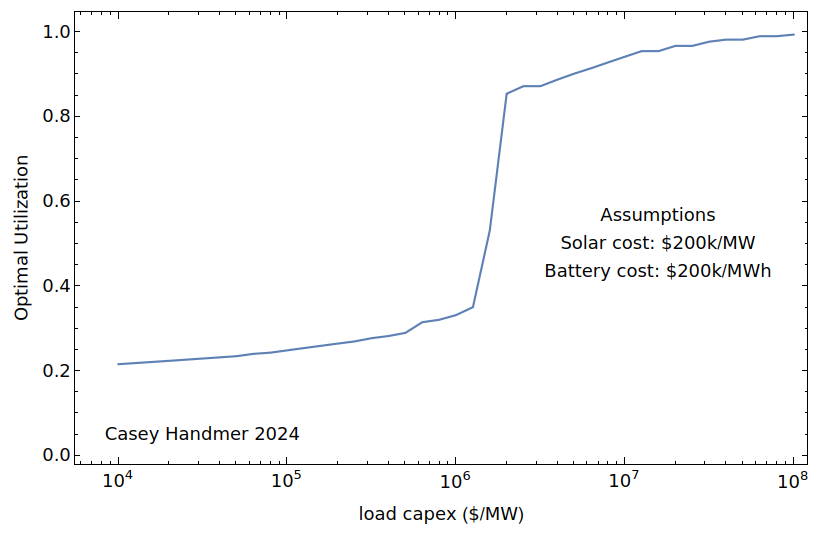 1.0
0.8
0.6
0.4
0.2
0.0
Optimal Utilization
Assumptions
Solar cost: $200k/MW
Battery cost: $200k/MWh
Casey Handmer 2024
10⁴ 10⁵ 10⁶ 10⁷ 10⁸
load capex ($/MW)